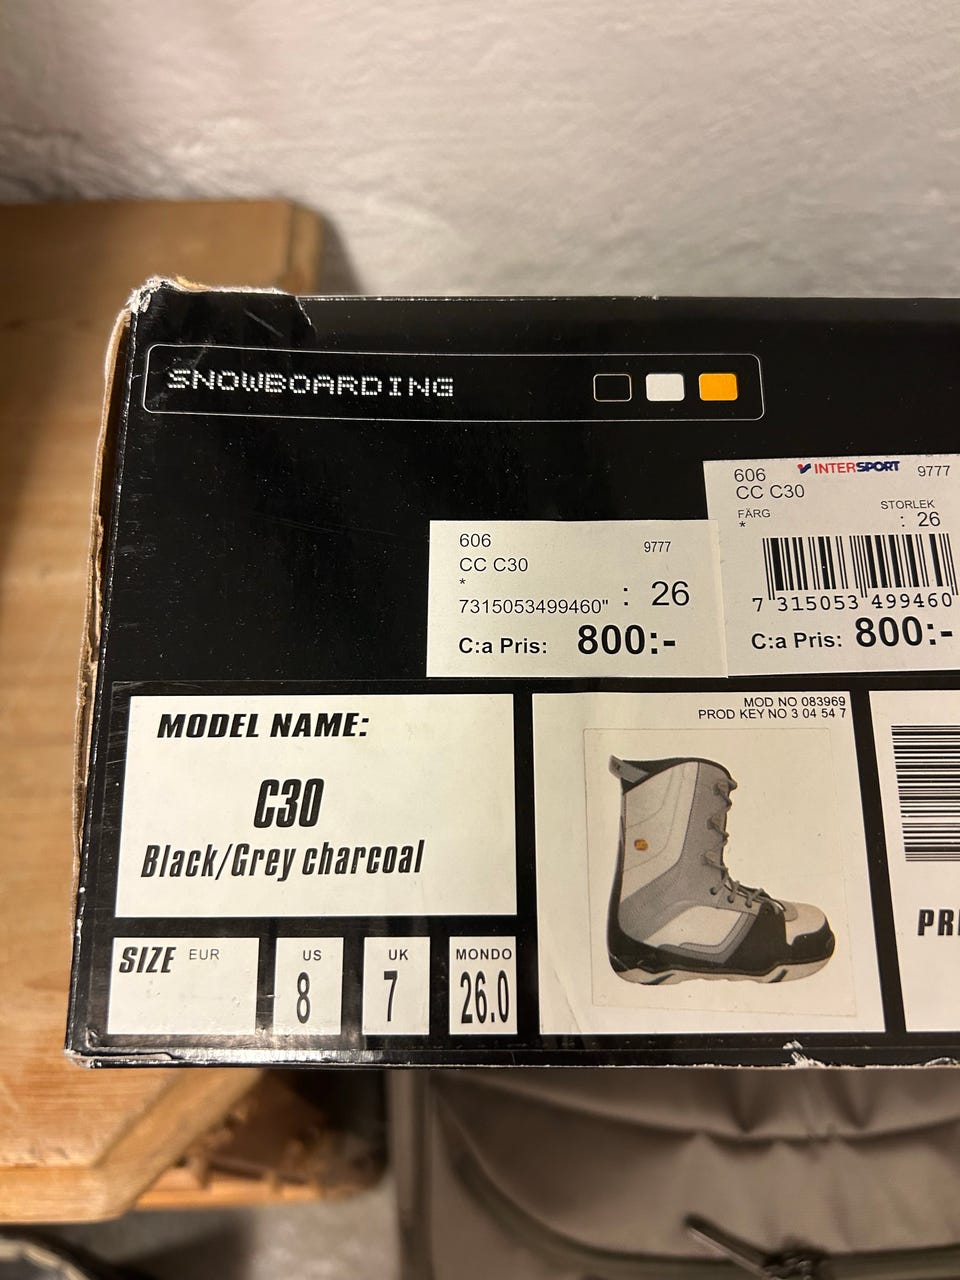 SNOWBOARDING
606 INTERSPORT 9777
CC C30
FÄRG STORLEK
* : 26
7 315053 499460
C:a Pris: 800:-
606 9777
CC C30
*
7315053499460" : 26
C:a Pris: 800:-
MODEL NAME:
C30
Black/Grey charcoal
SIZE EUR
US
8
UK
7
MONDO
26.0
MOD NO 083969
PROD KEY NO 3 04 54 7